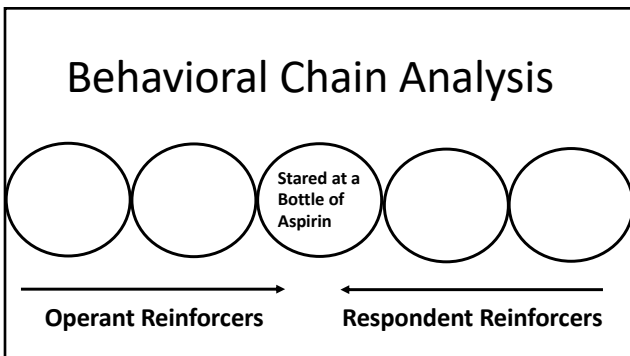 Behavioral Chain Analysis
Stared at a
Bottle of
Aspirin
Operant Reinforcers
Respondent Reinforcers